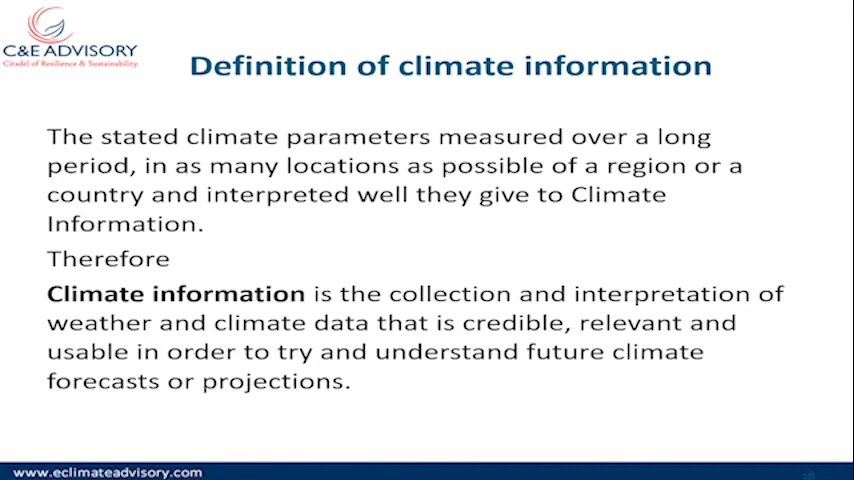 C&E ADVISORY
Citadel of Resilience & Sustainability
Definition of climate information
The stated climate parameters measured over a long
period, in as many locations as possible of a region or a
country and interpreted well they give to Climate
Information.
Therefore
Climate information is the collection and interpretation of
weather and climate data that is credible, relevant and
usable in order to try and understand future climate
forecasts or projections.
www.eclimateadvisory.com
18